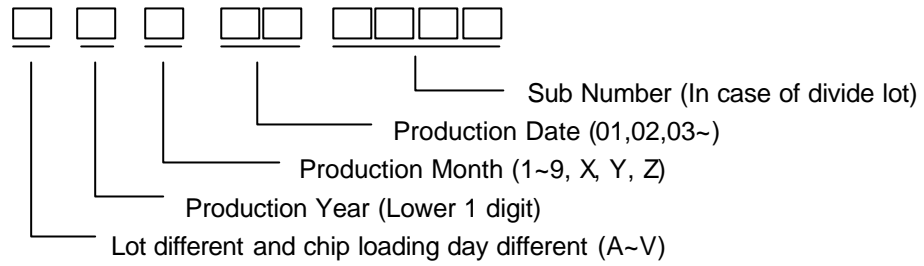 Sub Number (In case of divide lot)
Production Date (01,02,03~)
Production Month (1~9, X, Y, Z)
Production Year (Lower 1 digit)
Lot different and chip loading day different (A~V)